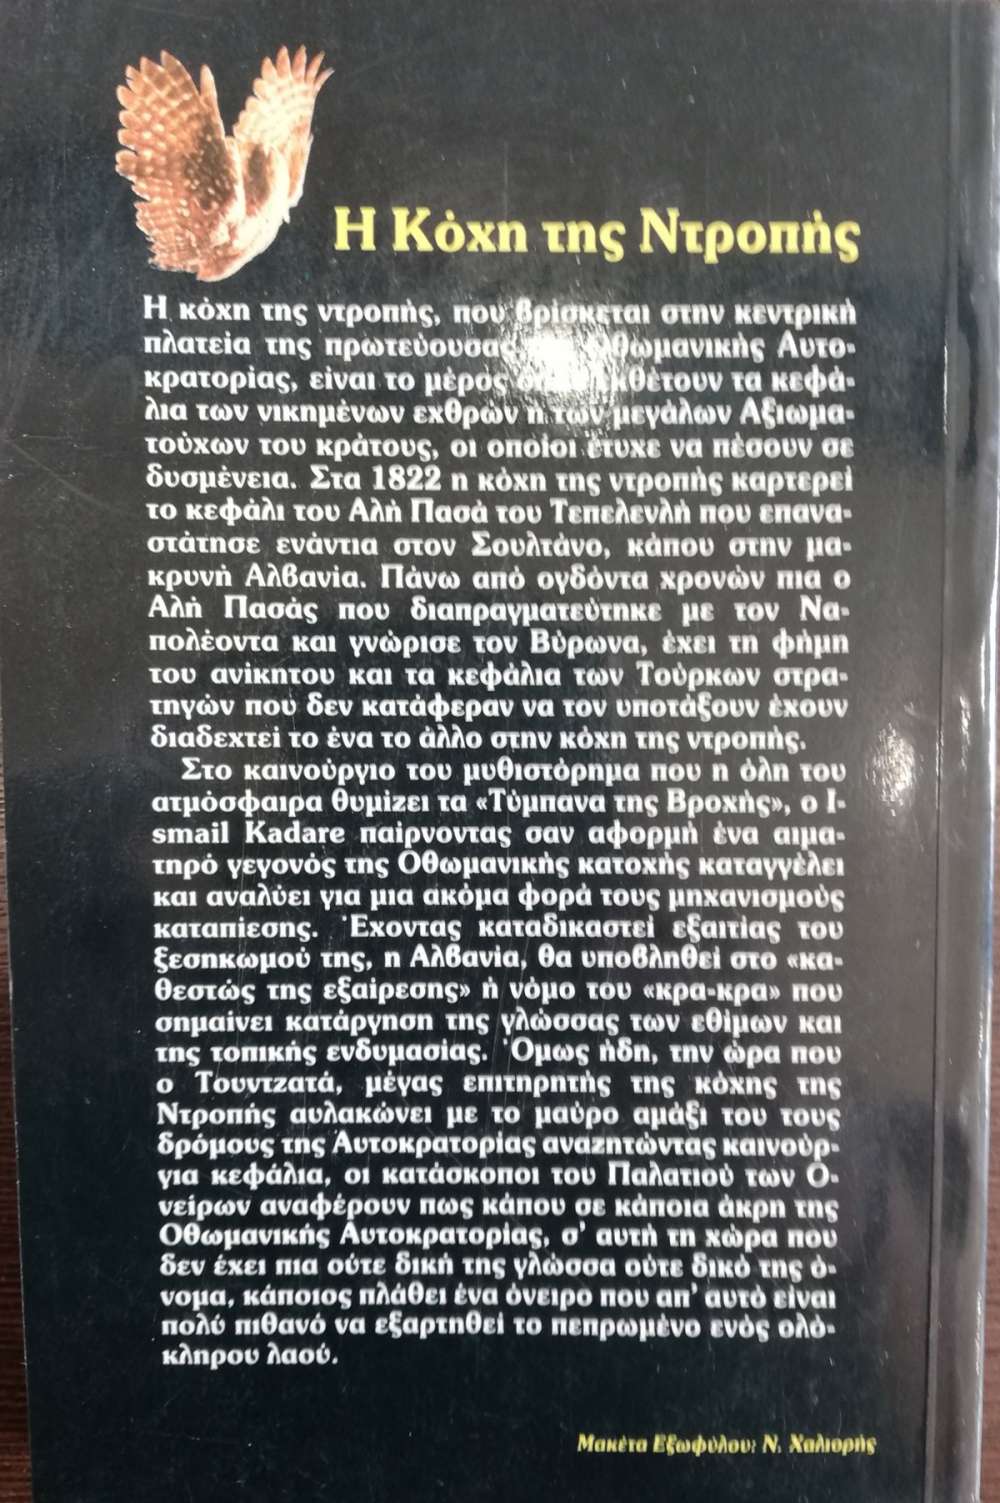 Η Κόχη της Ντροπής
Η κόχη της ντροπής, που βρίσκεται στην κεντρική
πλατεία της πρωτεύουσας Οθωμανικής Αυτο-
κρατορίας, είναι το μέρος εκθέτουν τα κεφά-
λια των νικημένων εχθρών ή των μεγάλων Αξιωμα-
τούχων του κράτους, οι οποίοι έτυχε να πέσουν σε
δυσμένεια. Στα 1822 η κόχη της ντροπής καρτερεί
το κεφάλι του Αλή Πασά του Τεπελενλή που επανα-
στάτησε ενάντια στον Σουλτάνο, κάπου στην μα-
κρυνή Αλβανία. Πάνω από ογδόντα χρονών πια ο
Αλή Πασάς που διαπραγματεύτηκε με τον Να-
πολέοντα και γνώρισε τον Βύρωνα, έχει τη φήμη
του ανίκητου και τα κεφάλια των Τούρκων στρα-
τηγών που δεν κατάφεραν να τον υποτάξουν έχουν
διαδεχτεί το ένα το άλλο στην κόχη της ντροπής.
Στο καινούργιο του μυθιστόρημα που η όλη του
ατμόσφαιρα θυμίζει τα «Τύμπανα της Βροχής», ο I-
smail Kadare παίρνοντας σαν αφορμή ένα αιμα-
τηρό γεγονός της Οθωμανικής κατοχής καταγγέλει
και αναλύει για μια ακόμα φορά τους μηχανισμούς
καταπίεσης. Έχοντας καταδικαστεί εξαιτίας του
ξεσηκωμού της, η Αλβανία, θα υποβληθεί στο «κα-
θεστώς της εξαίρεσης» ή νόμο του «κρα-κρα» που
σημαίνει κατάργηση της γλώσσας των εθίμων και
της τοπικής ενδυμασίας. Όμως ήδη, την ώρα που
ο Τουντζατά, μέγας επιτηρητής της κόχης της
Ντροπής αυλακώνει με το μαύρο αμάξι του τους
δρόμους της Αυτοκρατορίας αναζητώντας καινούρ-
για κεφάλια, οι κατάσκοποι του Παλατιού των Ο-
νείρων αναφέρουν πως κάπου σε κάποια άκρη της
Οθωμανικής Αυτοκρατορίας, σ' αυτή τη χώρα που
δεν έχει πια ούτε δική της γλώσσα ούτε δικό της ό-
νομα, κάποιος πλάθει ένα όνειρο που απ' αυτό είναι
πολύ πιθανό να εξαρτηθεί το πεπρωμένο ενός ολό-
κληρου λαού.
Μακέτα Εξωφύλου: Ν. Χαλιορής